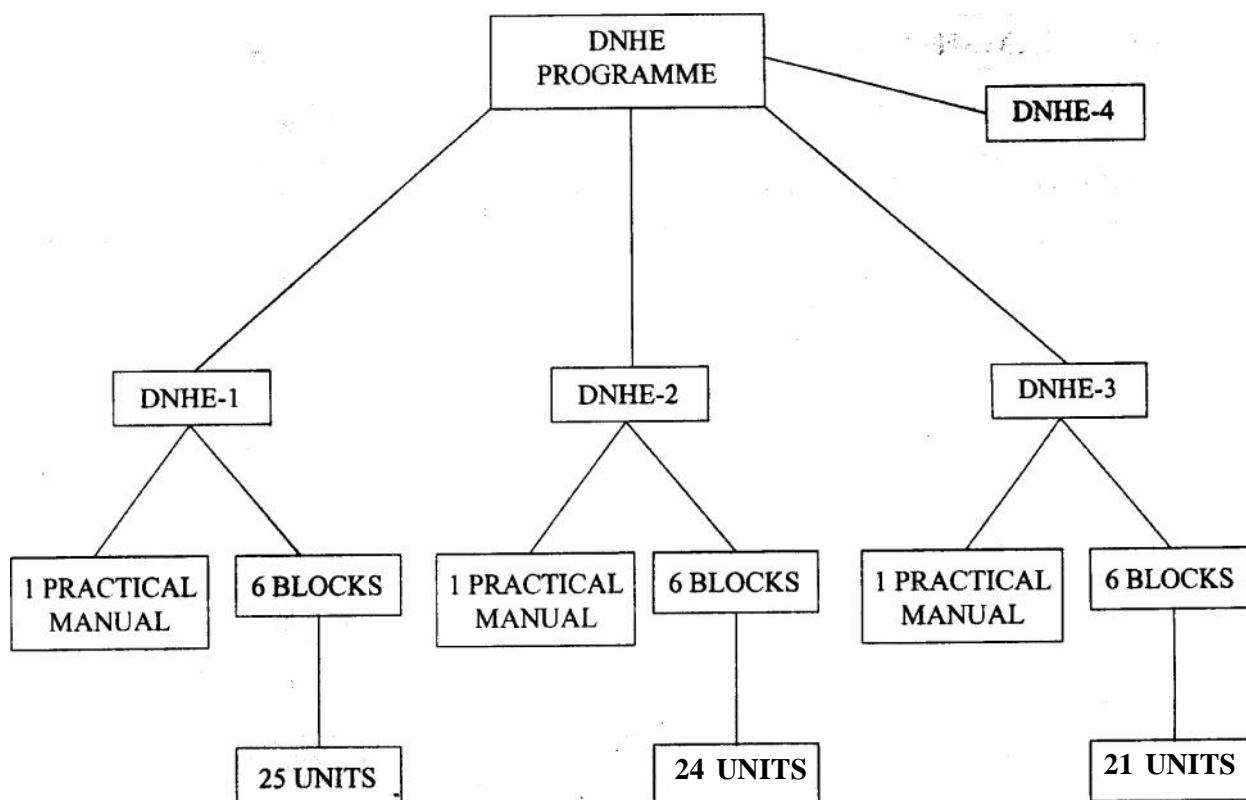 DNHE
PROGRAMME
DNHE-4
DNHE-1
DNHE-2
DNHE-3
1 PRACTICAL
MANUAL
6 BLOCKS
1 PRACTICAL
MANUAL
6 BLOCKS
1 PRACTICAL
MANUAL
6 BLOCKS
25 UNITS
24 UNITS
21 UNITS